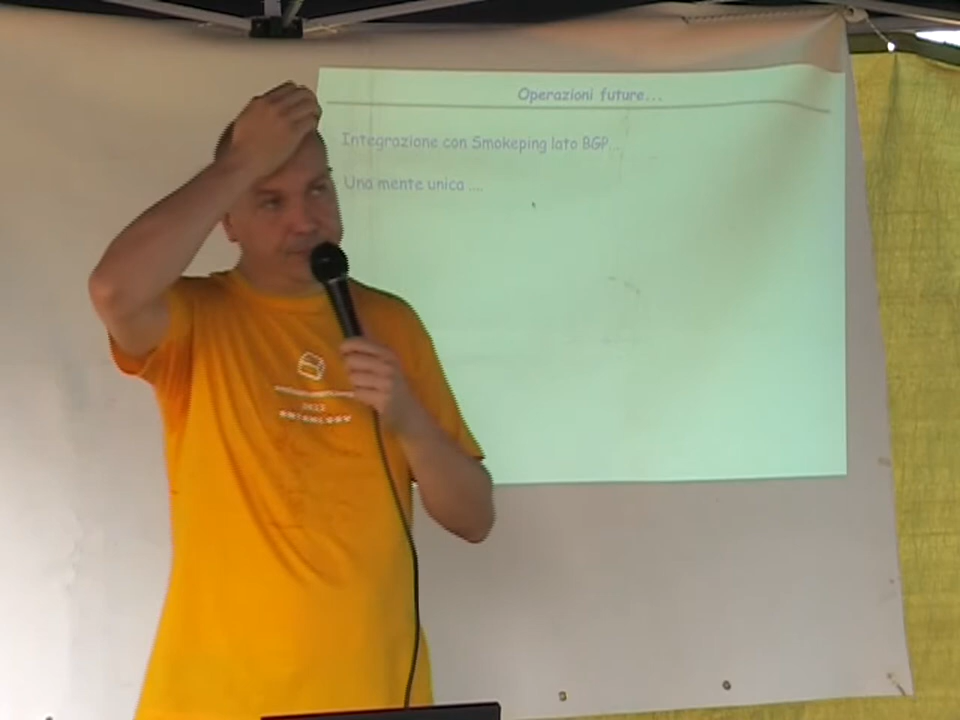 Operazioni future...
Integrazione con Smokeping lato BGP...
Una mente unica ....